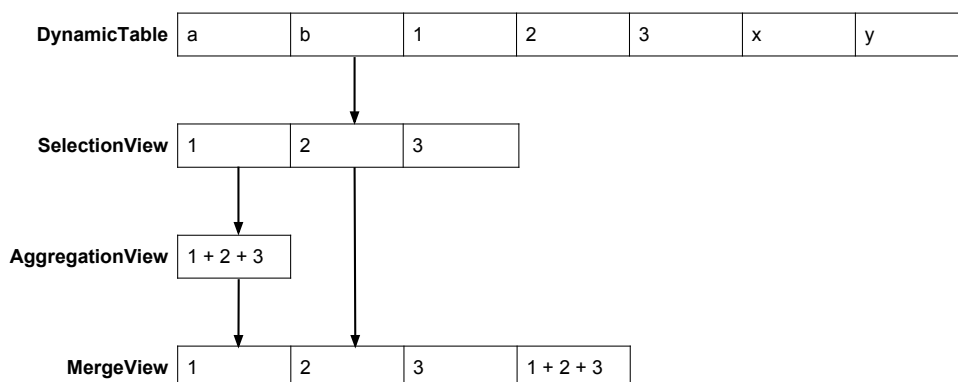 DynamicTable a b 1 2 3 x y
SelectionView 1 2 3
AggregationView 1 + 2 + 3
MergeView 1 2 3 1 + 2 + 3